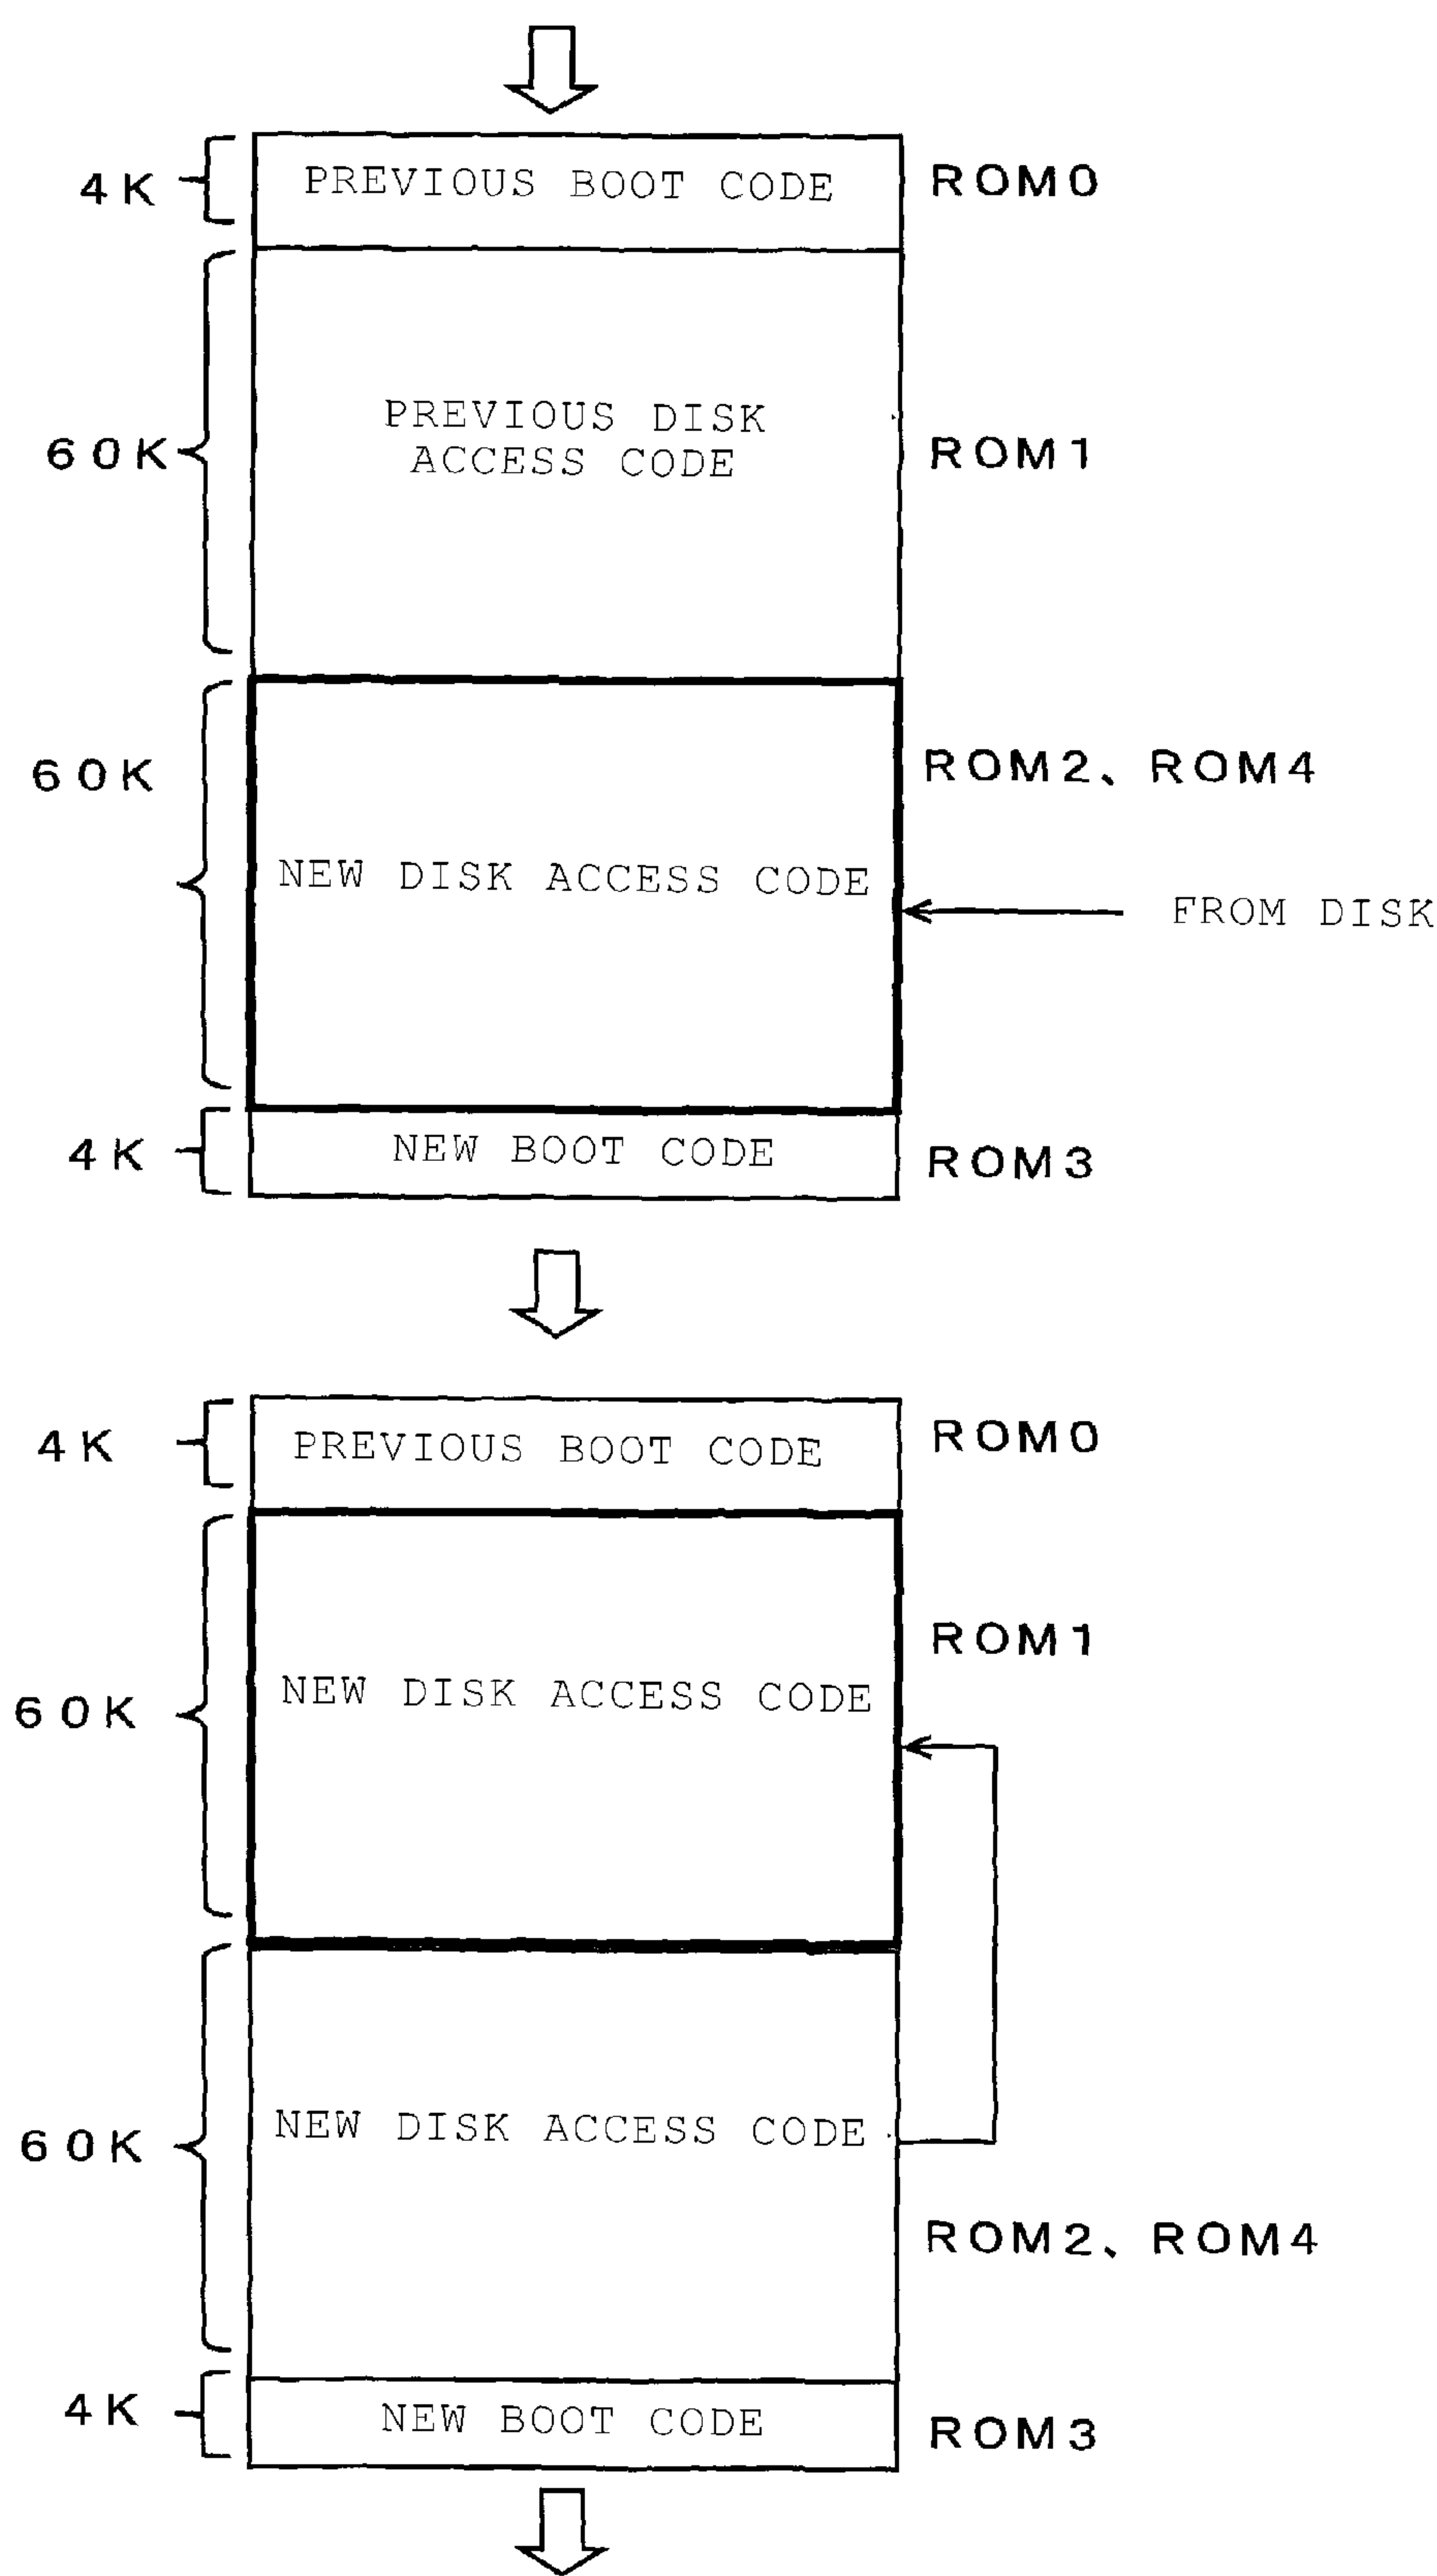 4K PREVIOUS BOOT CODE ROM0
PREVIOUS DISK
60K ACCESS CODE ROM1
60K ROM2、ROM4
NEW DISK ACCESS CODE
FROM DISK
4K NEW BOOT CODE ROM3
4K PREVIOUS BOOT CODE ROM0
ROM1
60K NEW DISK ACCESS CODE
60K NEW DISK ACCESS CODE
ROM2、ROM4
4K NEW BOOT CODE ROM3